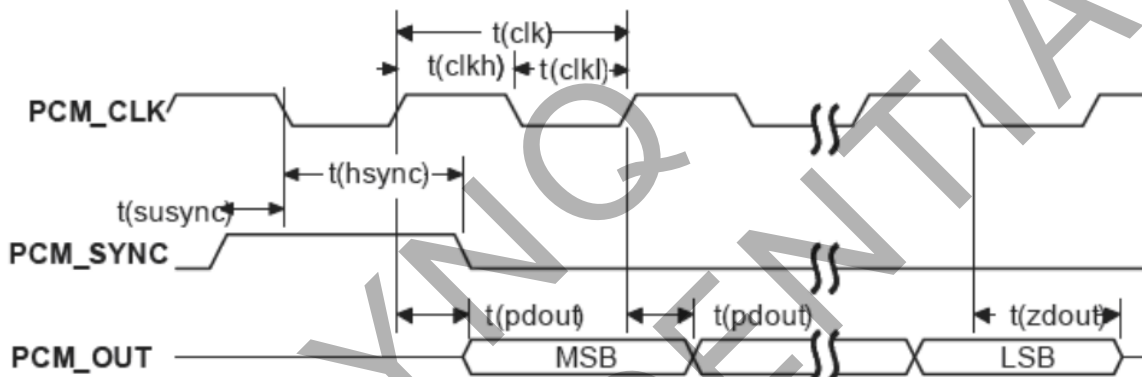 t(clk)
t(clkh) t(clkl)
PCM_CLK
t(hsync)
t(susync)
PCM_SYNC
t(pdout) t(pdout) t(zdout)
PCM_OUT MSB LSB